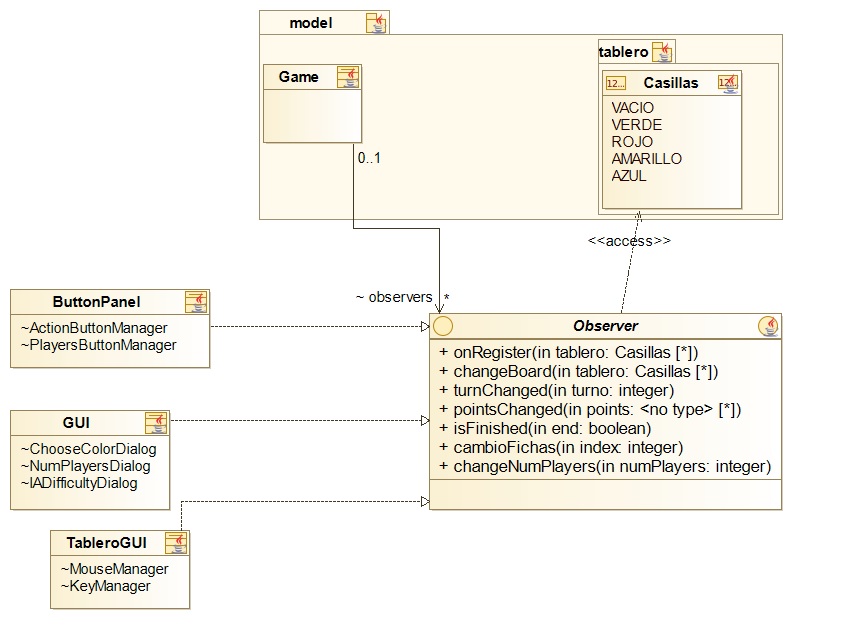 model
Game
tablero
12...
Casillas
12...
VACIO
VERDE
ROJO
AMARILLO
AZUL
0..1
<<access>>
~ observers
*
ButtonPanel
~ActionButtonManager
~PlayersButtonManager
Observer
+ onRegister(in tablero: Casillas [*])
+ changeBoard(in tablero: Casillas [*])
+ turnChanged(in turno: integer)
+ pointsChanged(in points: <no type> [*])
+ isFinished(in end: boolean)
+ cambioFichas(in index: integer)
+ changeNumPlayers(in numPlayers: integer)
GUI
~ChooseColorDialog
~NumPlayersDialog
~IADifficultyDialog
TableroGUI
~MouseManager
~KeyManager